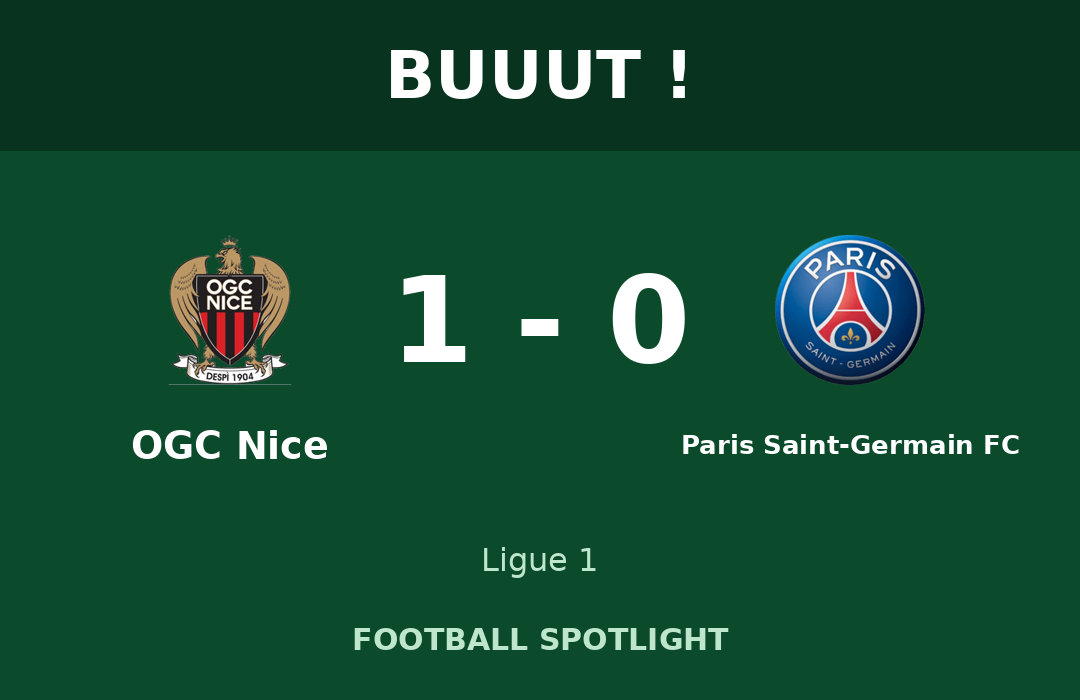 BUUUT !
OGC
NICE
DESPÍ 1904
PARIS
SAINT - GERMAIN
1 - 0
OGC Nice
Paris Saint-Germain FC
Ligue 1
FOOTBALL SPOTLIGHT